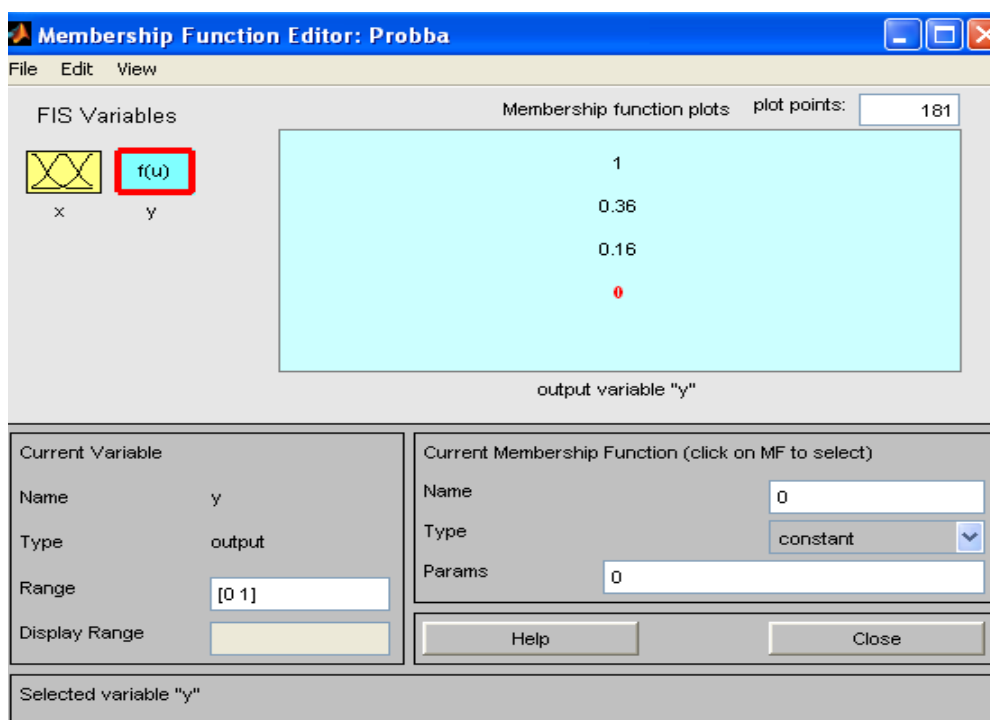 Membership Function Editor: Probba
File Edit View
FIS Variables
f(u)
x y
Membership function plots plot points: 181
1
0.36
0.16
0
output variable "y"
Current Variable
Name y
Type output
Range [0 1]
Display Range
Current Membership Function (click on MF to select)
Name 0
Type constant
Params 0
Help Close
Selected variable "y"